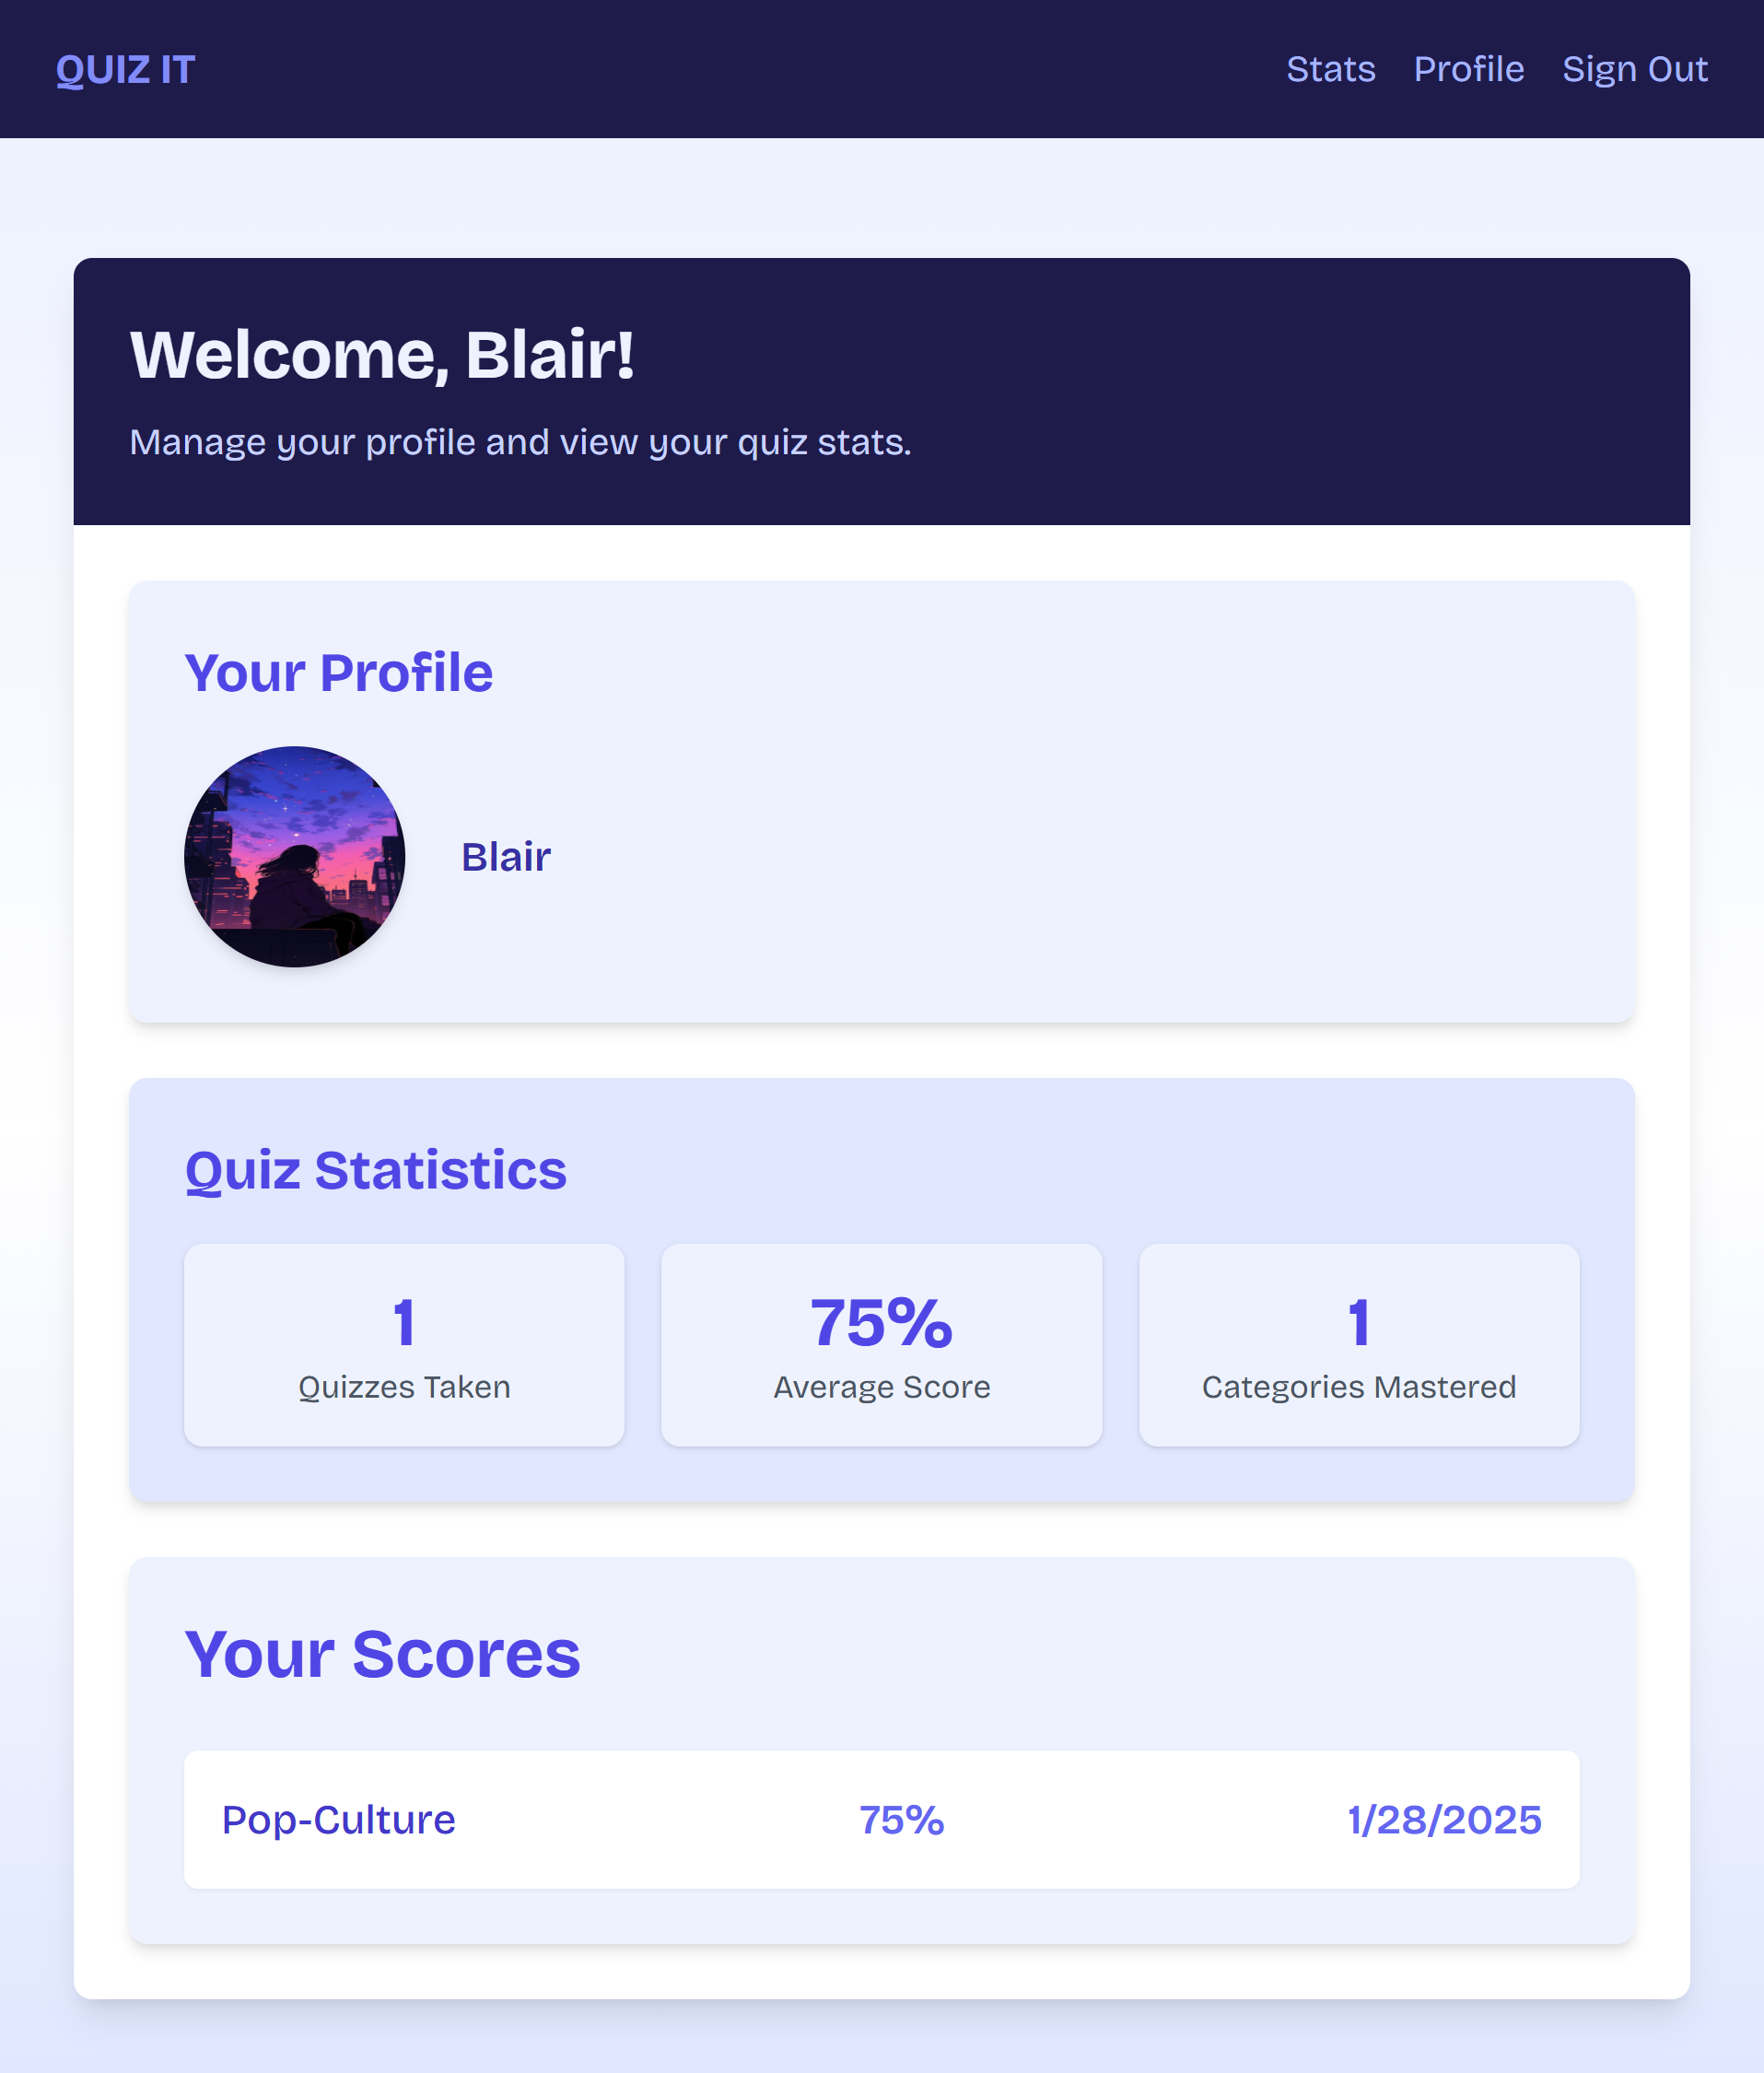 QUIZ IT
Stats Profile Sign Out
Welcome, Blair!
Manage your profile and view your quiz stats.
Your Profile
Blair
Quiz Statistics
1
Quizzes Taken
75%
Average Score
1
Categories Mastered
Your Scores
Pop-Culture 75% 1/28/2025